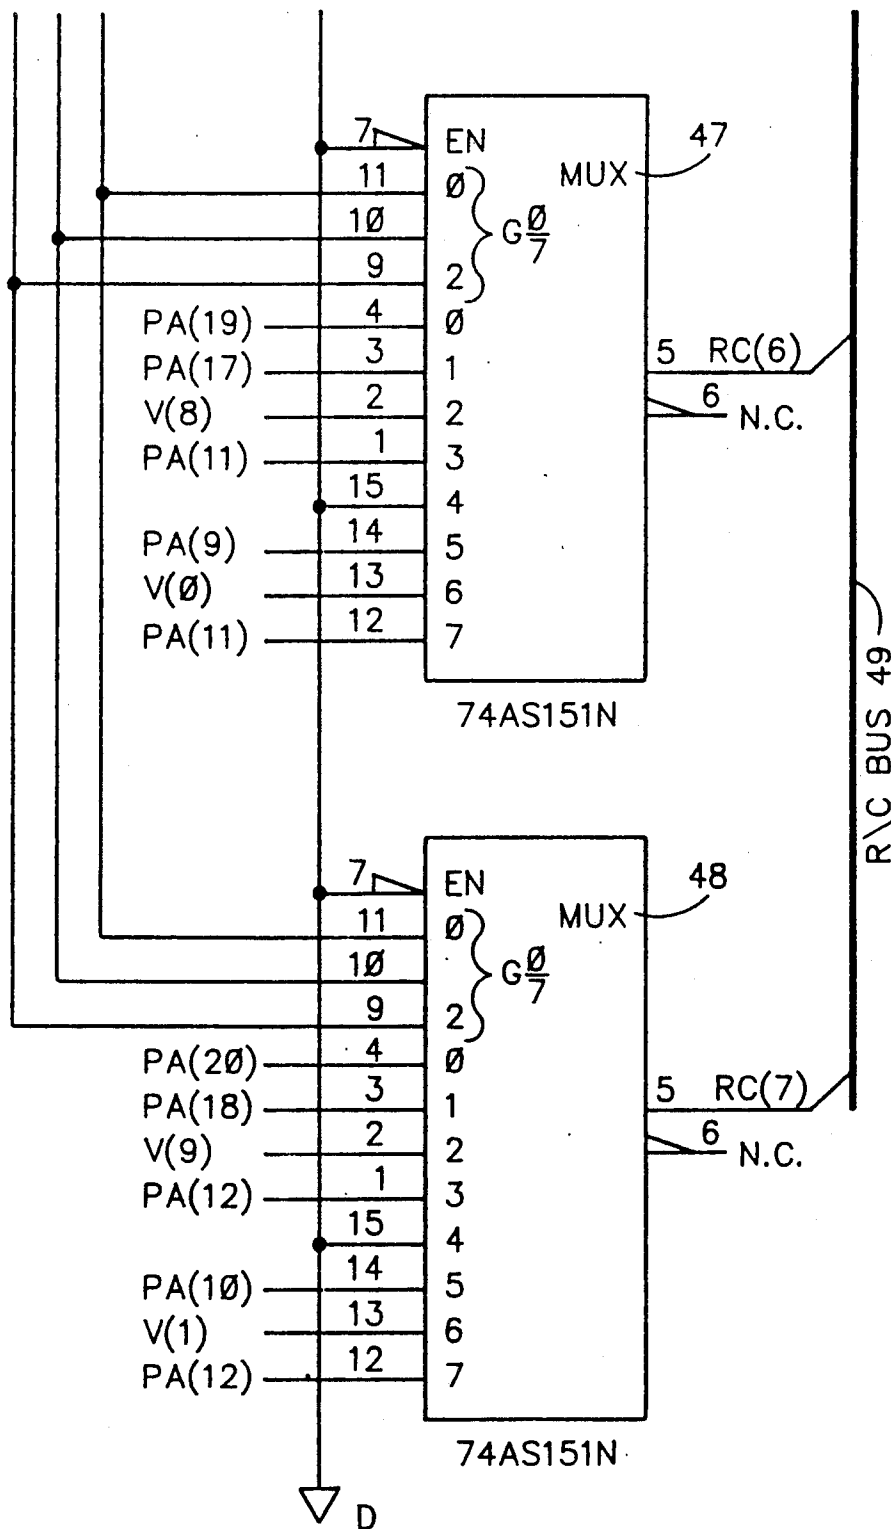 7 EN
MUX 47
11 Ø
10 GØ/7
9 2
PA(19) 4 Ø
PA(17) 3 1 5 RC(6)
V(8) 2 2 6 N.C.
PA(11) 1 3
15 4
PA(9) 14 5
V(Ø) 13 6
PA(11) 12 7
74AS151N
R\C BUS 49
7 EN
MUX 48
11 Ø
1Ø GØ/7
9 2
PA(2Ø) 4 Ø
PA(18) 3 1 5 RC(7)
V(9) 2 2 6 N.C.
PA(12) 1 3
15 4
PA(1Ø) 14 5
V(1) 13 6
PA(12) 12 7
74AS151N
D